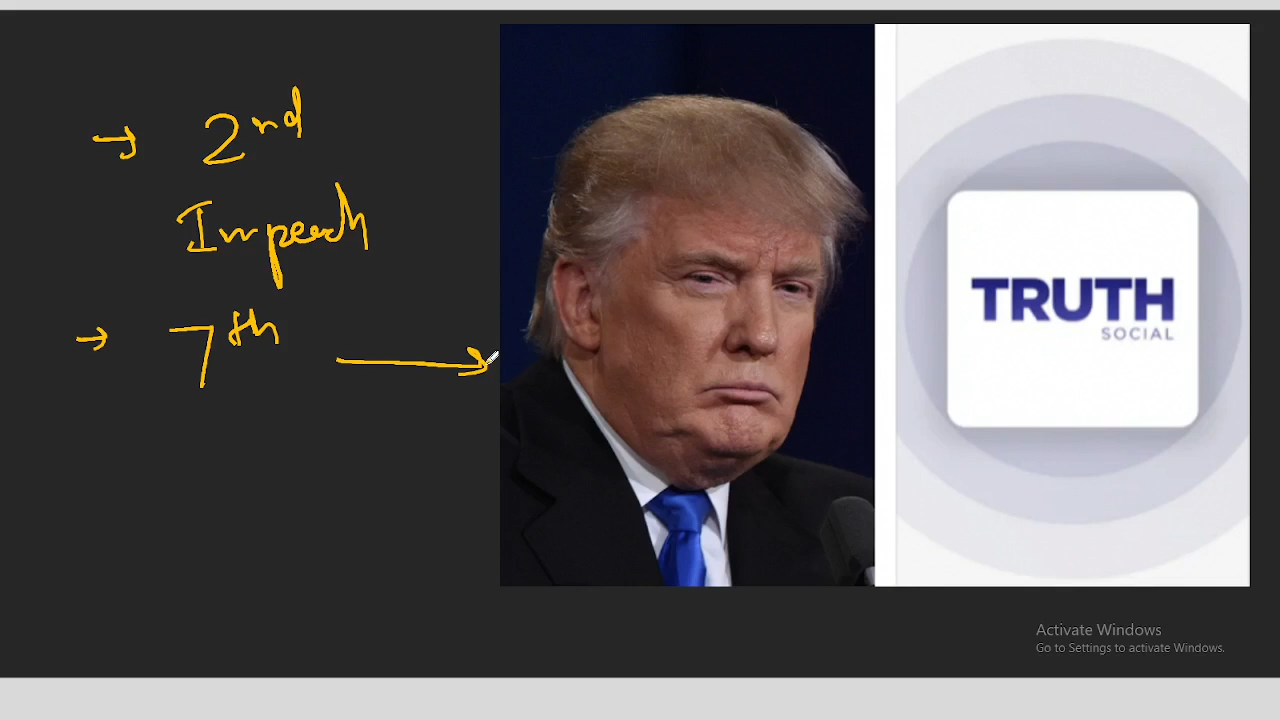 → 2nd
Impeach
→ 7th →
TRUTH
SOCIAL
Activate Windows
Go to Settings to activate Windows.